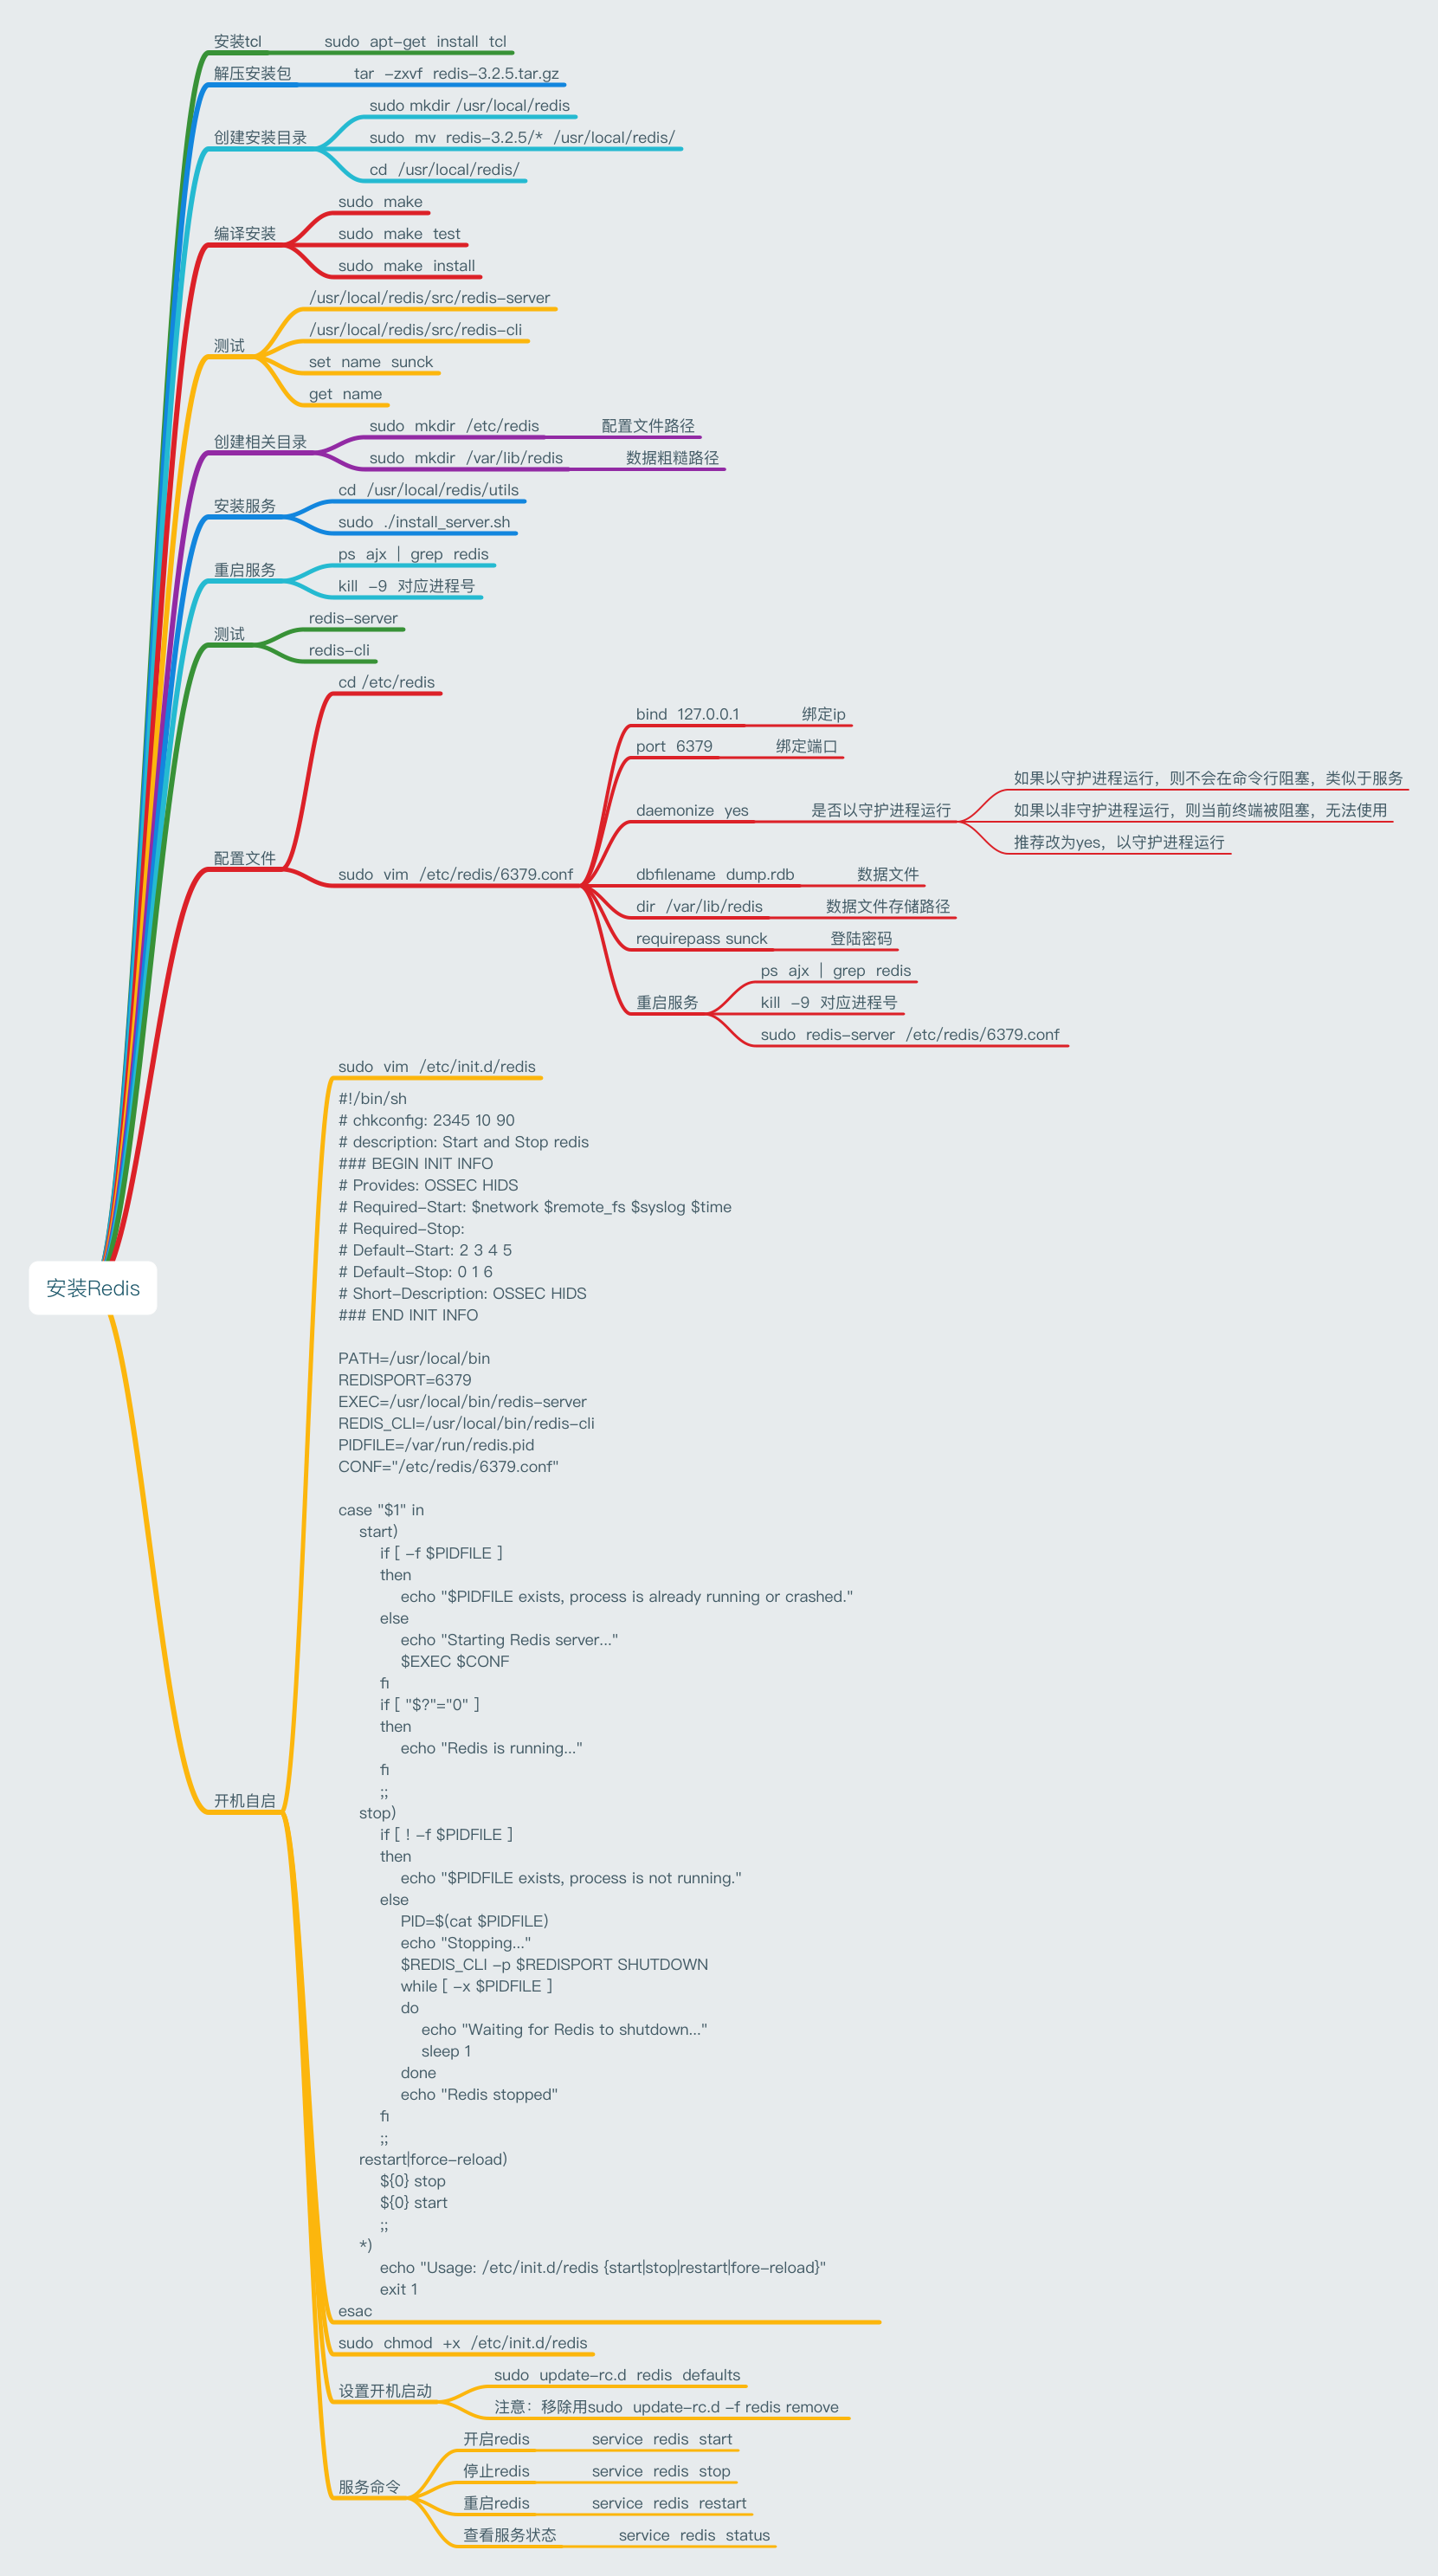 安装Redis
安装tcl
sudo apt-get install tcl
解压安装包
tar -zxvf redis-3.2.5.tar.gz
创建安装目录
sudo mkdir /usr/local/redis
sudo mv redis-3.2.5/* /usr/local/redis/
cd /usr/local/redis/
编译安装
sudo make
sudo make test
sudo make install
测试
/usr/local/redis/src/redis-server
/usr/local/redis/src/redis-cli
set name sunck
get name
创建相关目录
sudo mkdir /etc/redis
配置文件路径
sudo mkdir /var/lib/redis
数据粗糙路径
安装服务
cd /usr/local/redis/utils
sudo ./install_server.sh
重启服务
ps ajx | grep redis
kill -9 对应进程号
测试
redis-server
redis-cli
配置文件
cd /etc/redis
sudo vim /etc/redis/6379.conf
bind 127.0.0.1
绑定ip
port 6379
绑定端口
daemonize yes
是否以守护进程运行
如果以守护进程运行，则不会在命令行阻塞，类似于服务
如果以非守护进程运行，则当前终端被阻塞，无法使用
推荐改为yes，以守护进程运行
dbfilename dump.rdb
数据文件
dir /var/lib/redis
数据文件存储路径
requirepass sunck
登陆密码
重启服务
ps ajx | grep redis
kill -9 对应进程号
sudo redis-server /etc/redis/6379.conf
开机自启
sudo vim /etc/init.d/redis
#!/bin/sh
# chkconfig: 2345 10 90
# description: Start and Stop redis
### BEGIN INIT INFO
# Provides: OSSEC HIDS
# Required-Start: $network $remote_fs $syslog $time
# Required-Stop:
# Default-Start: 2 3 4 5
# Default-Stop: 0 1 6
# Short-Description: OSSEC HIDS
### END INIT INFO
PATH=/usr/local/bin
REDISPORT=6379
EXEC=/usr/local/bin/redis-server
REDIS_CLI=/usr/local/bin/redis-cli
PIDFILE=/var/run/redis.pid
CONF="/etc/redis/6379.conf"
case "$1" in
start)
if [ -f $PIDFILE ]
then
echo "$PIDFILE exists, process is already running or crashed."
else
echo "Starting Redis server..."
$EXEC $CONF
fi
if [ "$?"="0" ]
then
echo "Redis is running..."
fi
;;
stop)
if [ ! -f $PIDFILE ]
then
echo "$PIDFILE exists, process is not running."
else
PID=$(cat $PIDFILE)
echo "Stopping..."
$REDIS_CLI -p $REDISPORT SHUTDOWN
while [ -x $PIDFILE ]
do
echo "Waiting for Redis to shutdown..."
sleep 1
done
echo "Redis stopped"
fi
;;
restart|force-reload)
${0} stop
${0} start
;;
*)
echo "Usage: /etc/init.d/redis {start|stop|restart|fore-reload}"
exit 1
esac
sudo chmod +x /etc/init.d/redis
设置开机启动
sudo update-rc.d redis defaults
注意：移除用sudo update-rc.d -f redis remove
服务命令
开启redis
service redis start
停止redis
service redis stop
重启redis
service redis restart
查看服务状态
service redis status